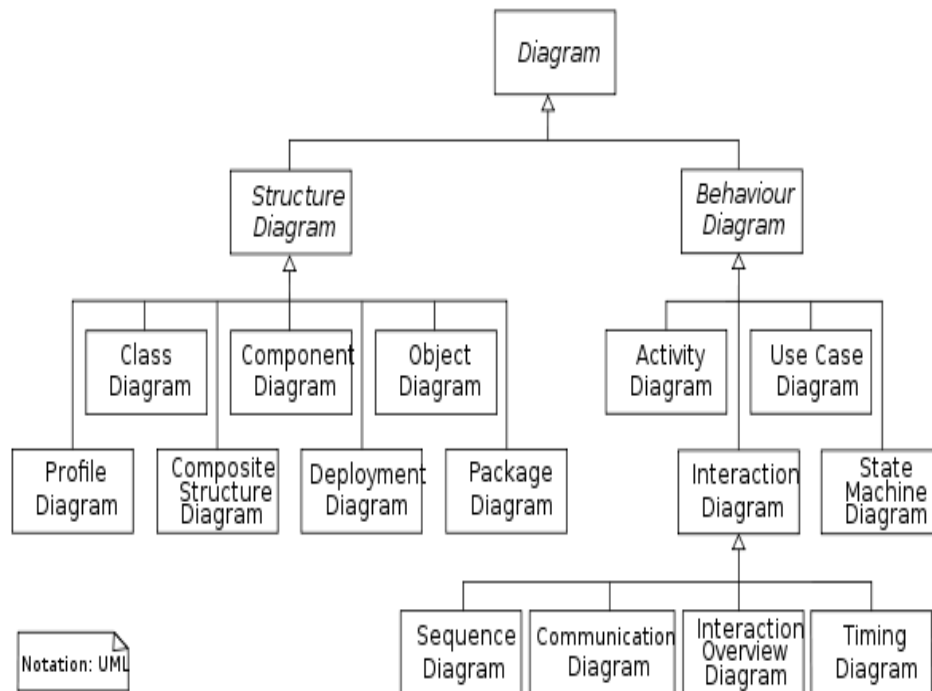 Diagram
Structure
Diagram
Behaviour
Diagram
Class
Diagram
Component
Diagram
Object
Diagram
Activity
Diagram
Use Case
Diagram
Profile
Diagram
Composite
Structure
Diagram
Deployment
Diagram
Package
Diagram
Interaction
Diagram
State
Machine
Diagram
Sequence
Diagram
Communication
Diagram
Interaction
Overview
Diagram
Timing
Diagram
Notation: UML